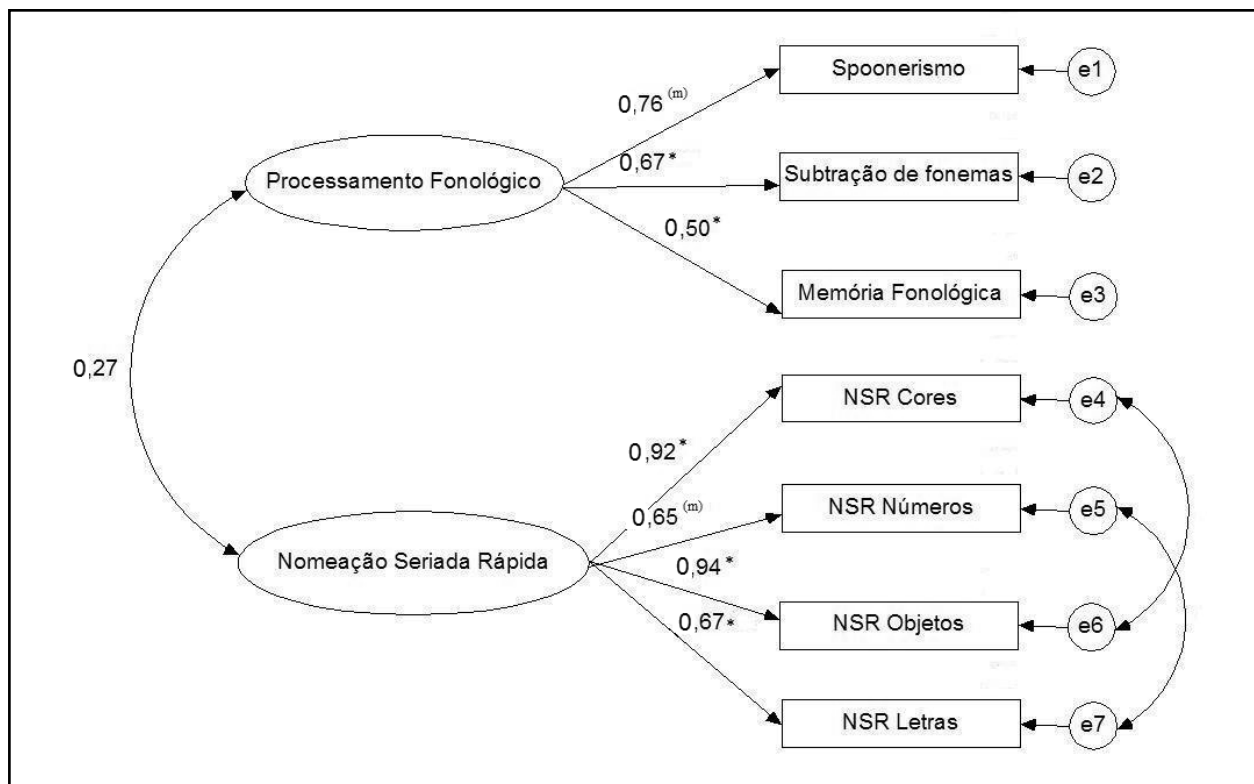 Spoonerismo
e1
0,76 (m)
0,67*
Processamento Fonológico
Subtração de fonemas
e2
0,50*
Memória Fonológica
e3
0,27
NSR Cores
e4
0,92*
0,65 (m)
NSR Números
e5
Nomeação Seriada Rápida
0,94*
0,67*
NSR Objetos
e6
NSR Letras
e7